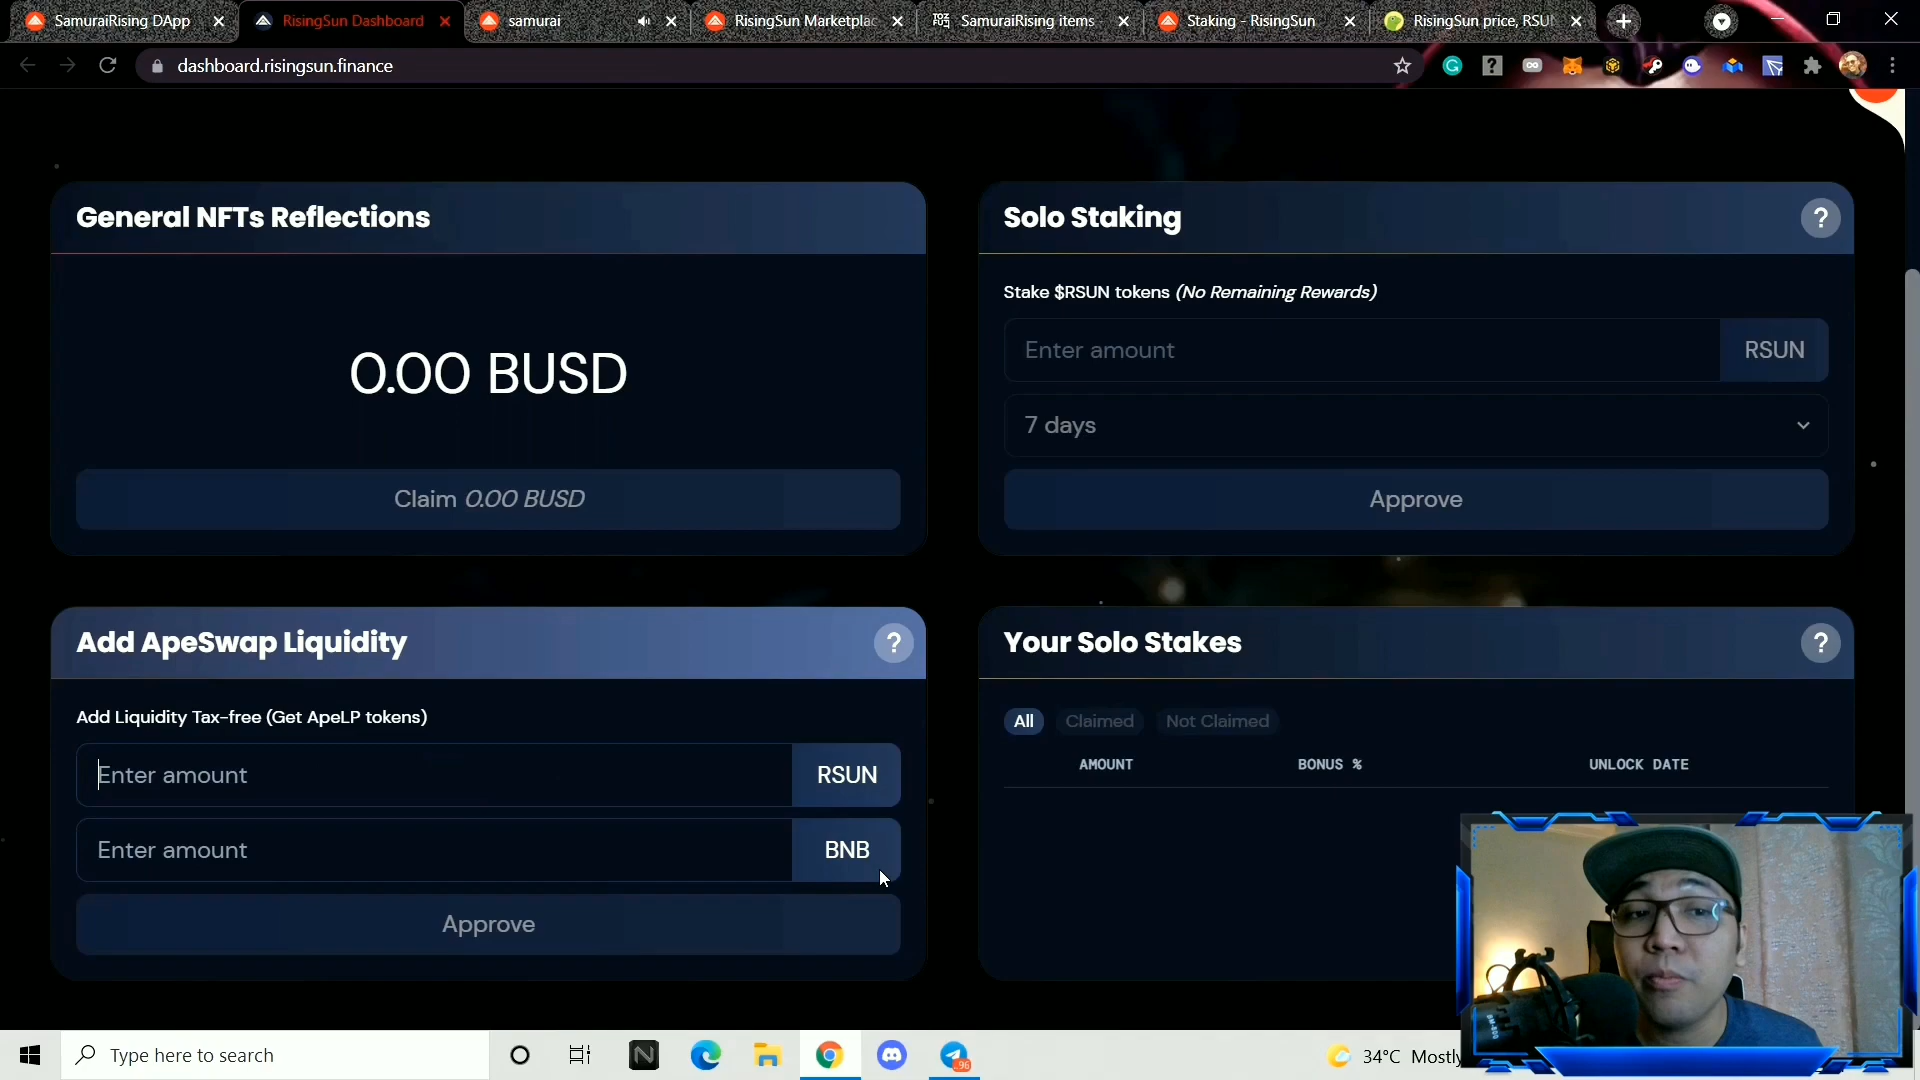 SamuraiRising DApp
RisingSun Dashboard
samurai
RisingSun Marketplac
SamuraiRising items
Staking - RisingSun
RisingSun price, RSU
dashboard.risingsun.finance
General NFTs Reflections
0.00 BUSD
Claim 0.00 BUSD
Solo Staking
?
Stake $RSUN tokens (No Remaining Rewards)
Enter amount
RSUN
7 days
Approve
Add ApeSwap Liquidity
?
Add Liquidity Tax-free (Get ApeLP tokens)
Enter amount
RSUN
Enter amount
BNB
Approve
Your Solo Stakes
?
All
Claimed
Not Claimed
AMOUNT
BONUS %
UNLOCK DATE
Type here to search
96
34°C Mostly